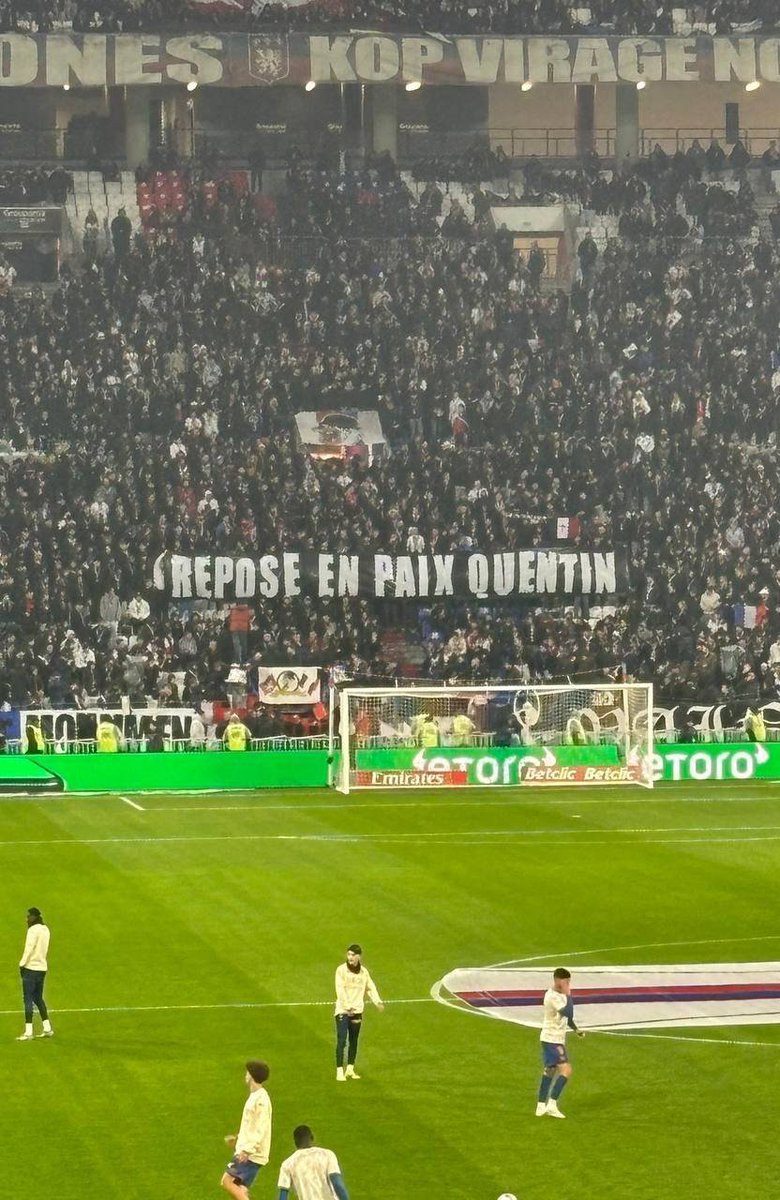 ONES KOP VIRAGE NO
REPOSE EN PAIX QUENTIN
etoro
etoro
Emirates
Betclic Betclic